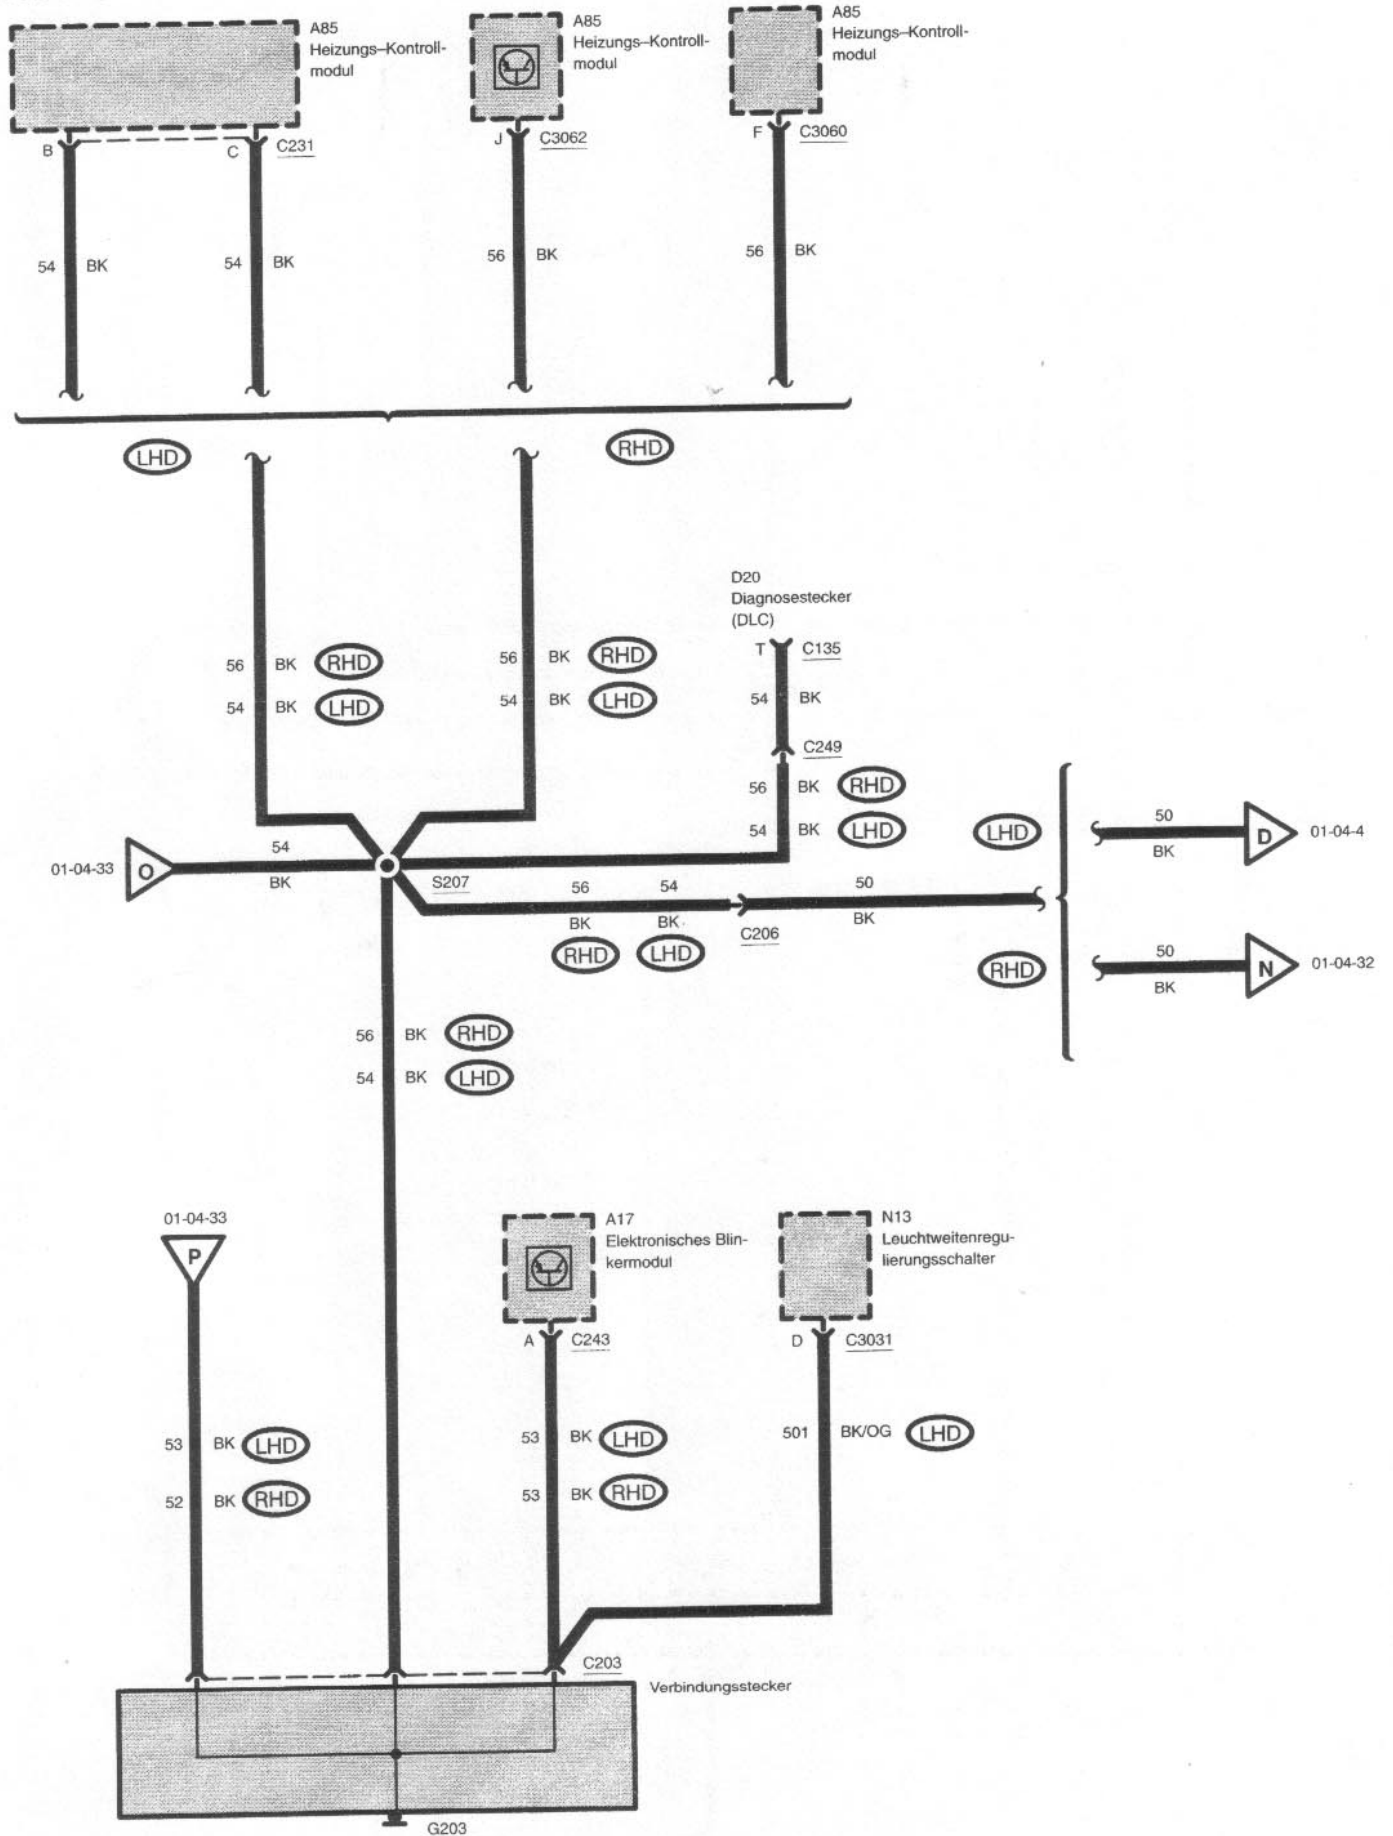 A85
Heizungs–Kontroll-
modul
A85
Heizungs–Kontroll-
modul
A85
Heizungs–Kontroll-
modul
B
C
C231
J
C3062
F
C3060
54
BK
54
BK
56
BK
56
BK
LHD
RHD
56
BK
RHD
54
BK
LHD
56
BK
RHD
54
BK
LHD
D20
Diagnosestecker
(DLC)
T
C135
54
BK
C249
56
BK
RHD
54
BK
LHD
01-04-33
O
54
BK
S207
56
BK
RHD
54
BK
LHD
C206
50
BK
LHD
50
BK
D
01-04-4
RHD
50
BK
N
01-04-32
56
BK
RHD
54
BK
LHD
01-04-33
P
53
BK
LHD
52
BK
RHD
A17
Elektronisches Blin-
kermodul
A
C243
53
BK
LHD
53
BK
RHD
N13
Leuchtweitenregu-
lierungsschalter
D
C3031
501
BK/OG
LHD
C203
Verbindungsstecker
G203